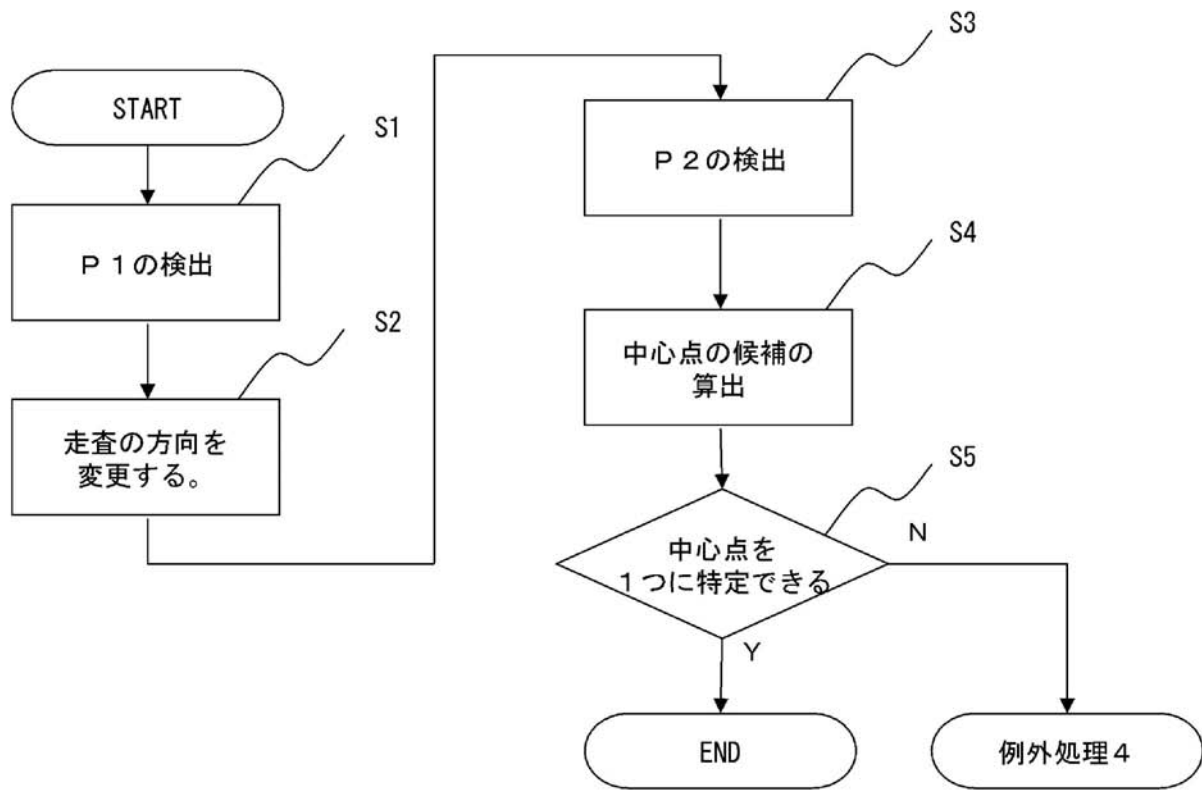 START
S1
Ｐ１の検出
S2
走査の方向を
変更する。
S3
Ｐ２の検出
S4
中心点の候補の
算出
S5
中心点を
１つに特定できる
N
Y
END
例外処理４